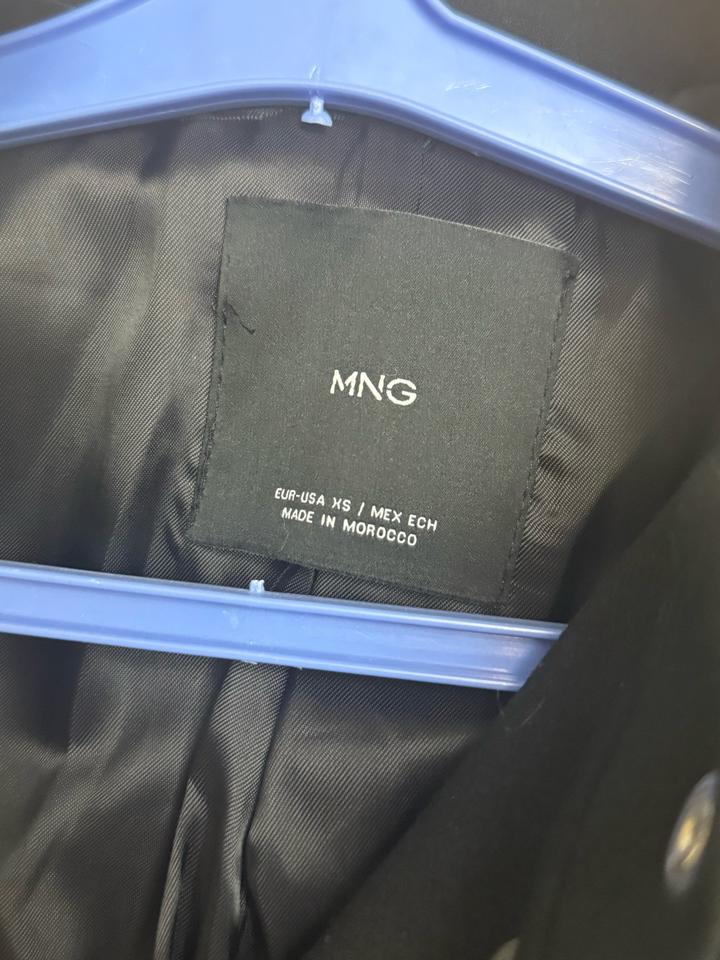 MNG
EUR-USA XS / MEX ECH
MADE IN MOROCCO